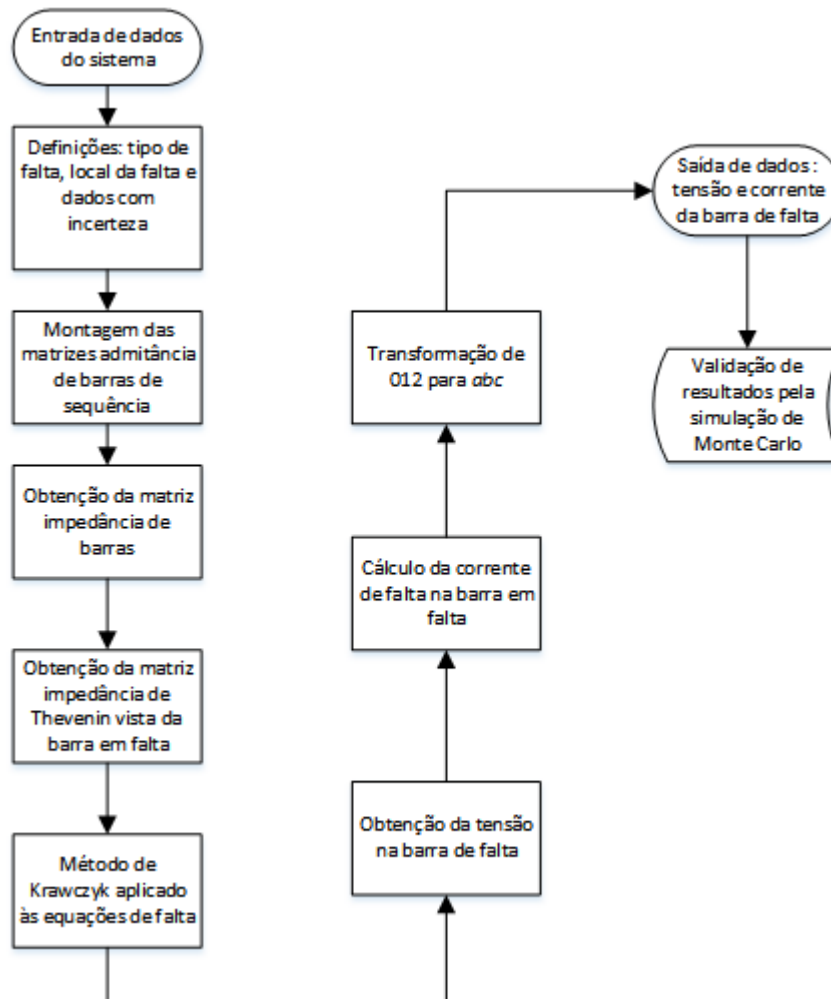 Entrada de dados
do sistema
Definições: tipo de
falta, local da falta e
dados com
incerteza
Montagem das
matrizes admitância
de barras de
sequência
Obtenção da matriz
impedância de
barras
Obtenção da matriz
impedância de
Thevenin vista da
barra em falta
Método de
Krawczyk aplicado
às equações de falta
Obtenção da tensão
na barra de falta
Cálculo da corrente
de falta na barra em
falta
Transformação de
012 para abc
Saída de dados :
tensão e corrente
da barra de falta
Validação de
resultados pela
simulação de
Monte Carlo